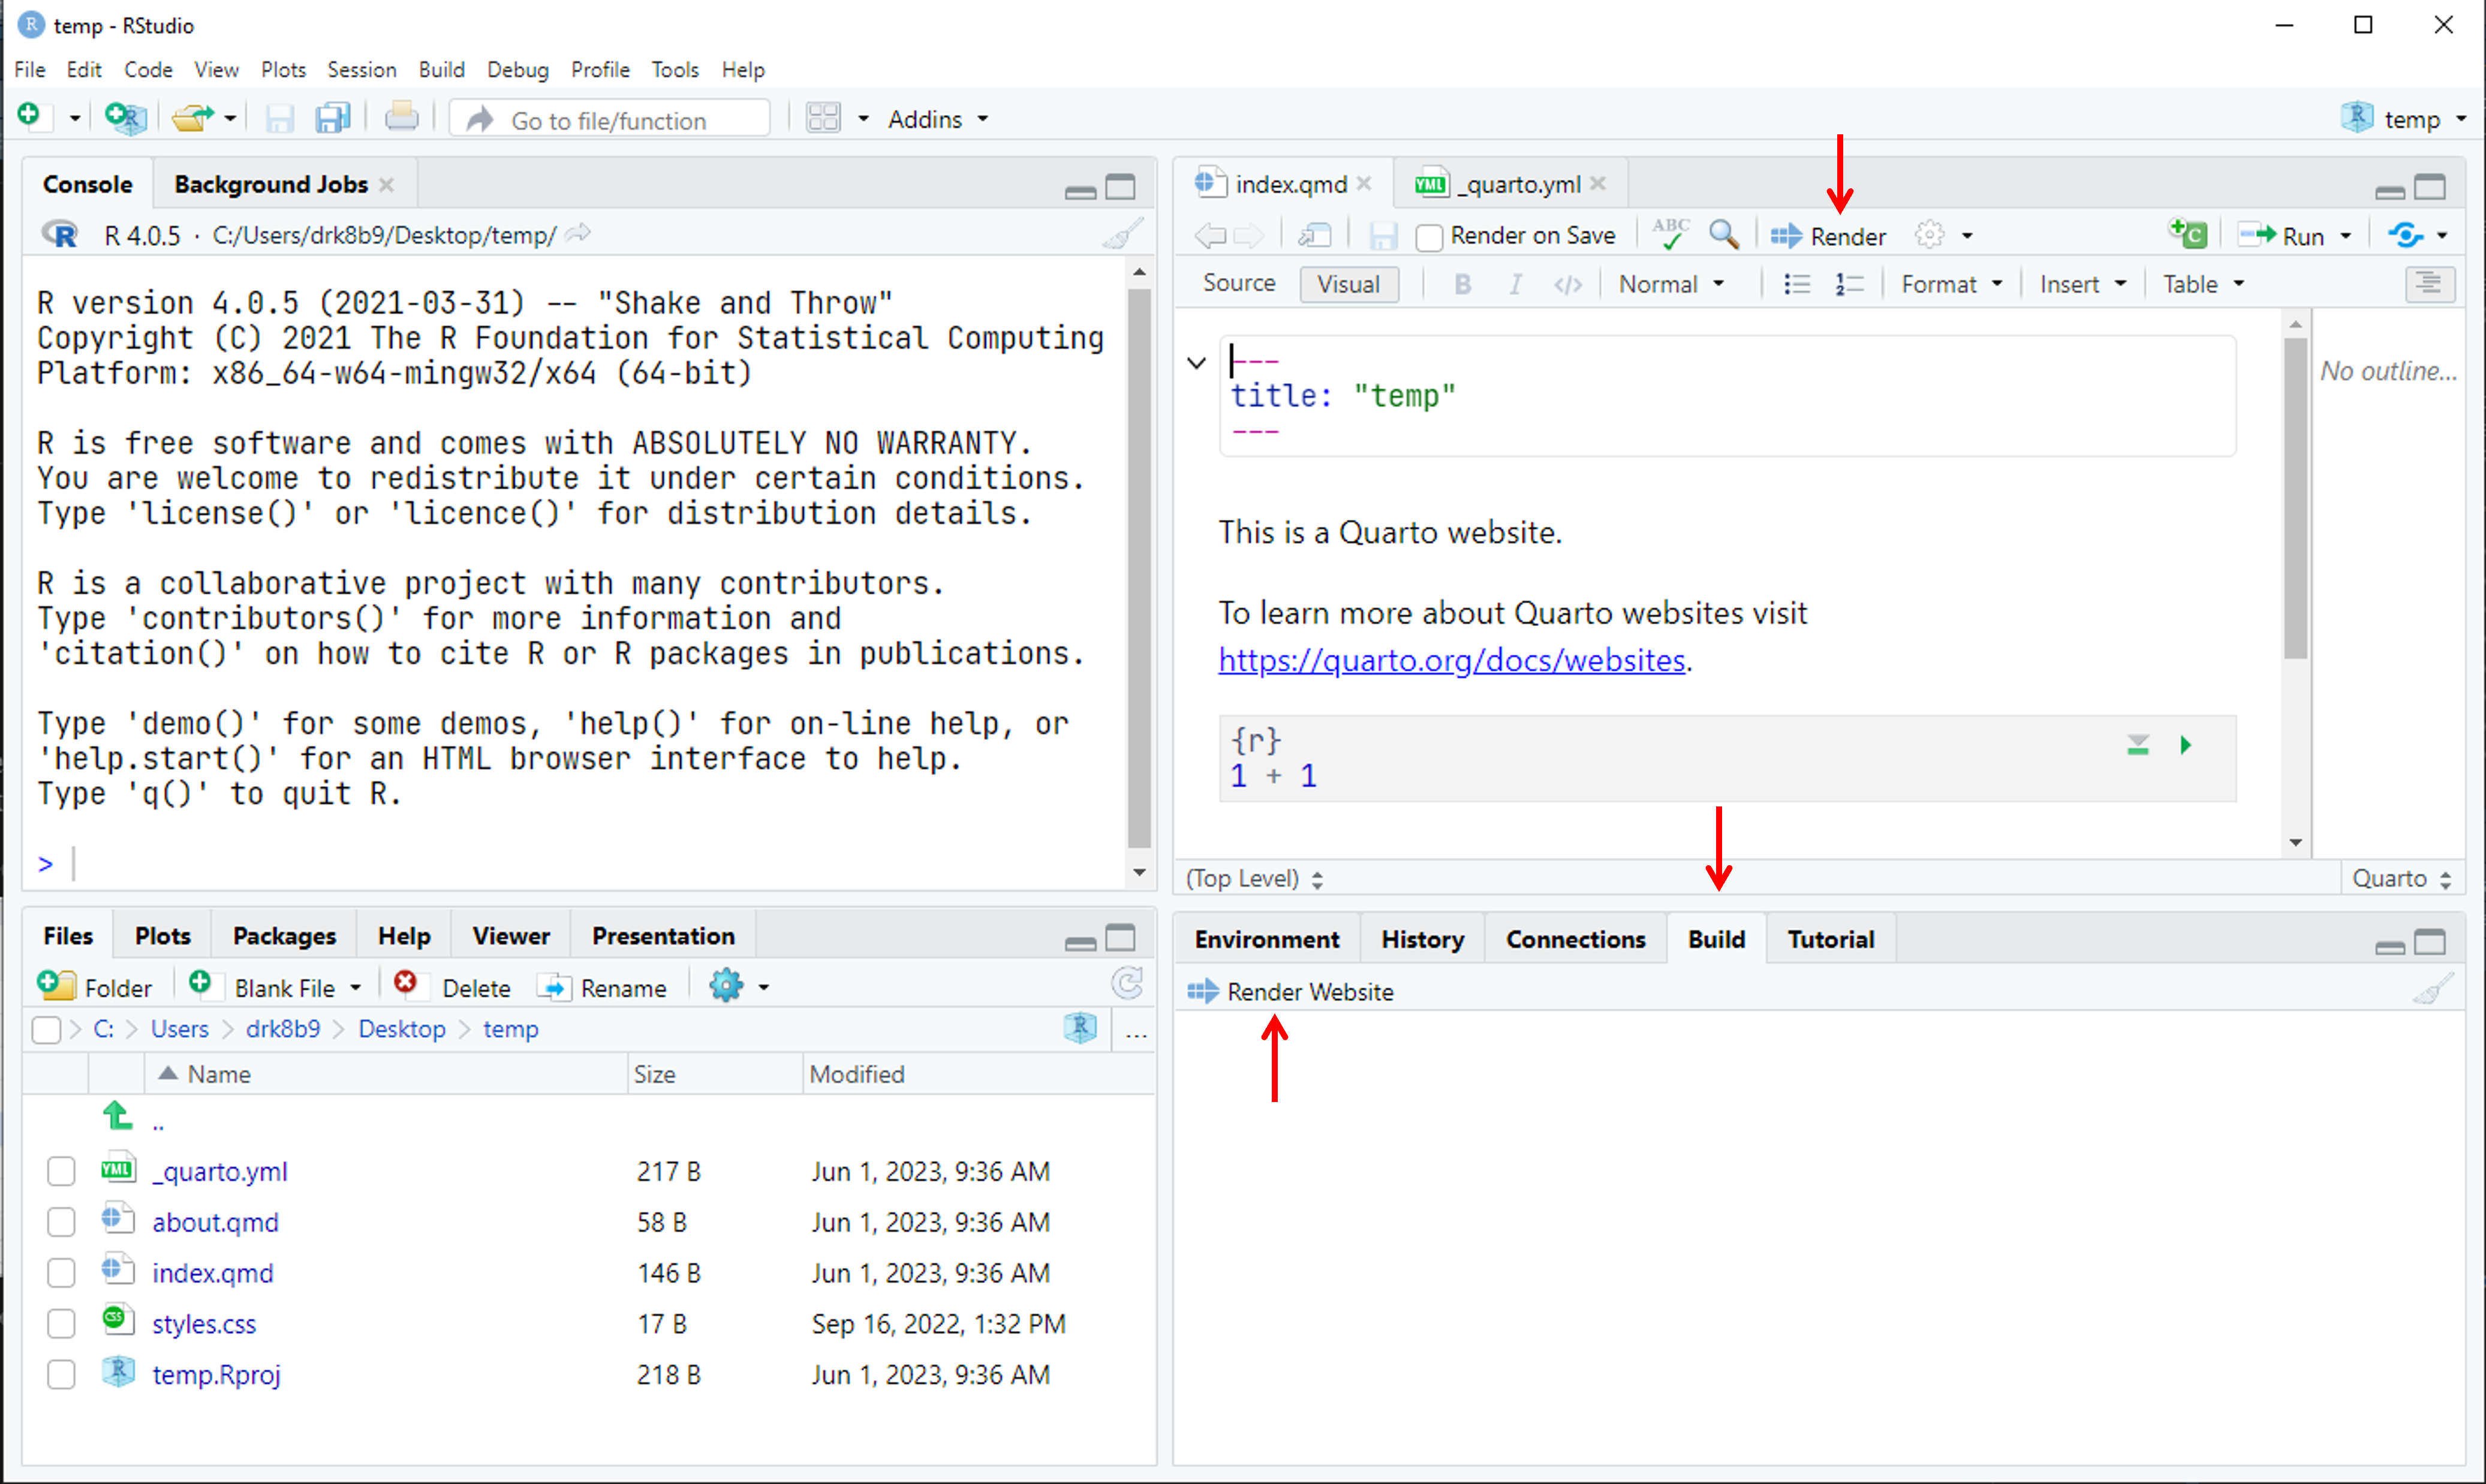 temp - RStudio
File Edit Code View Plots Session Build Debug Profile Tools Help
Go to file/function Addins temp
Console Background Jobs
R 4.0.5 · C:/Users/drk8b9/Desktop/temp/
R version 4.0.5 (2021-03-31) -- "Shake and Throw"
Copyright (C) 2021 The R Foundation for Statistical Computing
Platform: x86_64-w64-mingw32/x64 (64-bit)
R is free software and comes with ABSOLUTELY NO WARRANTY.
You are welcome to redistribute it under certain conditions.
Type 'license()' or 'licence()' for distribution details.
R is a collaborative project with many contributors.
Type 'contributors()' for more information and
'citation()' on how to cite R or R packages in publications.
Type 'demo()' for some demos, 'help()' for on-line help, or
'help.start()' for an HTML browser interface to help.
Type 'q()' to quit R.
>
index.qmd _quarto.yml
Render on Save ABC Render Run
Source Visual B I </> Normal Format Insert Table
---
title: "temp"
---
No outline...
This is a Quarto website.
To learn more about Quarto websites visit
https://quarto.org/docs/websites.
{r}
1 + 1
(Top Level) Quarto
Files Plots Packages Help Viewer Presentation
Folder Blank File Delete Rename
C: Users drk8b9 Desktop temp ...
Name Size Modified
..
YML _quarto.yml 217 B Jun 1, 2023, 9:36 AM
about.qmd 58 B Jun 1, 2023, 9:36 AM
index.qmd 146 B Jun 1, 2023, 9:36 AM
CSS styles.css 17 B Sep 16, 2022, 1:32 PM
temp.Rproj 218 B Jun 1, 2023, 9:36 AM
Environment History Connections Build Tutorial
Render Website